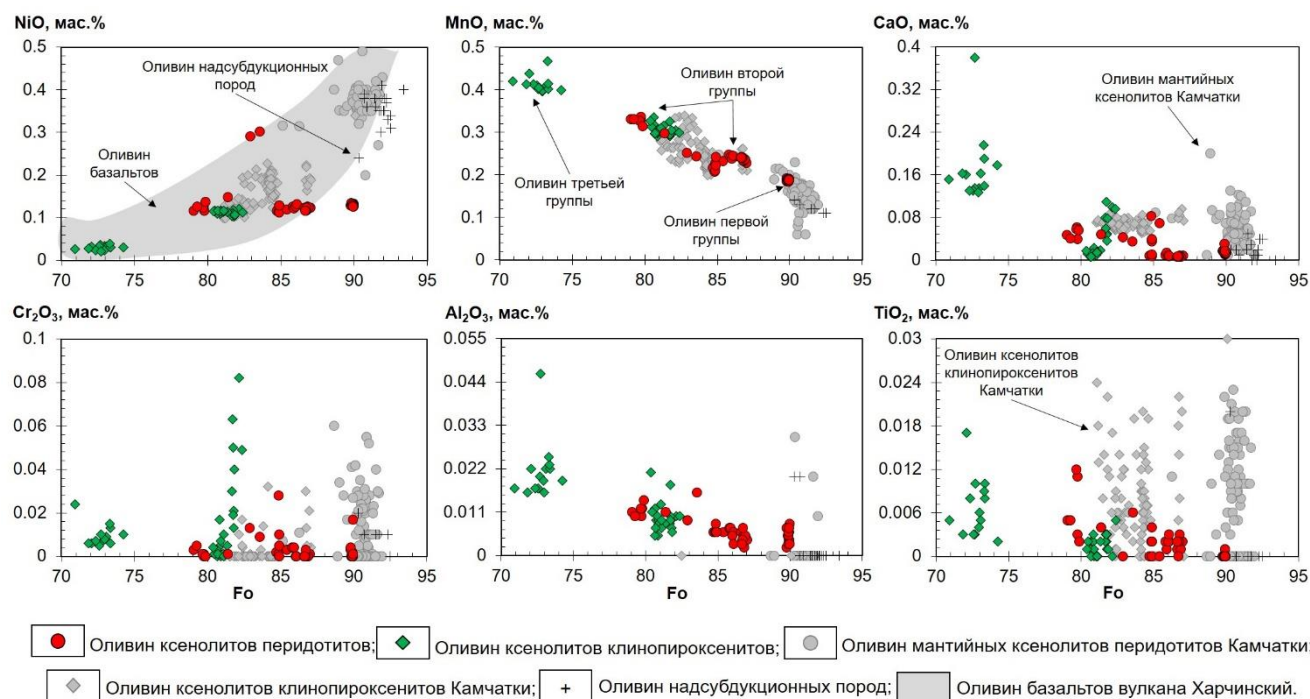 NiO, мас.%
0.5
0.4
0.3
0.2
0.1
0
70 75 80 85 90 95
Оливин надсубдукционных
пород
Оливин
базальтов
MnO, мас.%
0.5
0.4
0.3
0.2
0.1
0
70 75 80 85 90 95
Оливин второй
группы
Оливин третьей
группы
Оливин первой
группы
CaO, мас.%
0.4
0.32
0.24
0.16
0.08
0
70 75 80 85 90 95
Оливин мантийных
ксенолитов Камчатки
Cr₂O₃, мас.%
0.1
0.08
0.06
0.04
0.02
0
70 75 80 85 90 95
Fo
Al₂O₃, мас.%
0.055
0.044
0.033
0.022
0.011
0
70 75 80 85 90 95
Fo
TiO₂, мас.%
0.03
0.024
0.018
0.012
0.006
0
70 75 80 85 90 95
Fo
Оливин ксенолитов
клинопироксенитов
Камчатки
Оливин ксенолитов перидотитов; Оливин ксенолитов клинопироксенитов; Оливин мантийных ксенолитов перидотитов Камчатки;
Оливин ксенолитов клинопироксенитов Камчатки; Оливин надсубдукционных пород; Оливин базальтов вулкана Харчинский.